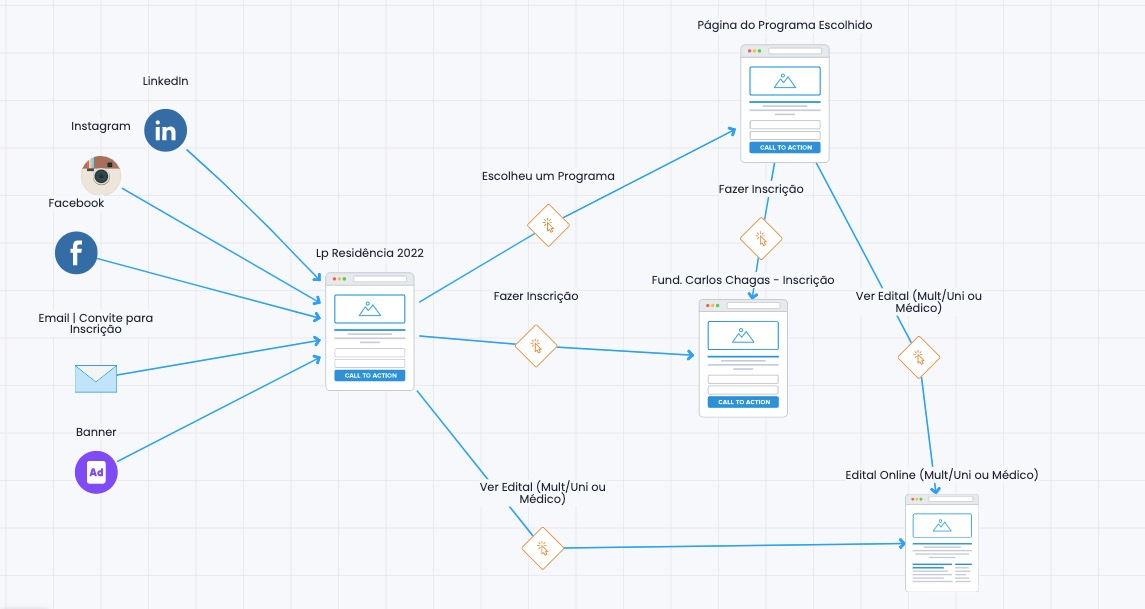 Página do Programa Escolhido
CALL TO ACTION
LinkedIn
in
Instagram
Facebook
f
Email | Convite para
Inscrição
Banner
Ad
Lp Residência 2022
CALL TO ACTION
Escolheu um Programa
Fazer Inscrição
Fazer Inscrição
Fund. Carlos Chagas - Inscrição
CALL TO ACTION
Ver Edital (Mult/Uni ou
Médico)
Ver Edital (Mult/Uni ou
Médico)
Edital Online (Mult/Uni ou Médico)